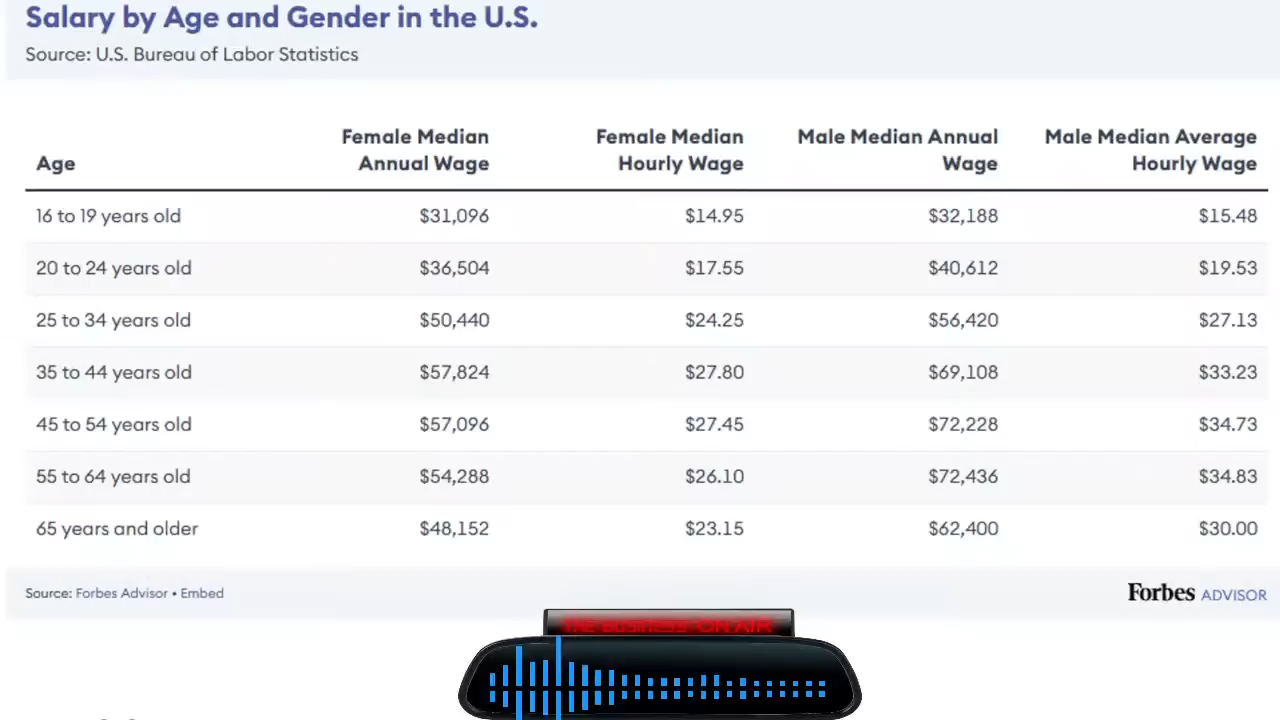 Salary by Age and Gender in the U.S.
Source: U.S. Bureau of Labor Statistics
Age Female Median Annual Wage Female Median Hourly Wage Male Median Annual Wage Male Median Average Hourly Wage
16 to 19 years old $31,096 $14.95 $32,188 $15.48
20 to 24 years old $36,504 $17.55 $40,612 $19.53
25 to 34 years old $50,440 $24.25 $56,420 $27.13
35 to 44 years old $57,824 $27.80 $69,108 $33.23
45 to 54 years old $57,096 $27.45 $72,228 $34.73
55 to 64 years old $54,288 $26.10 $72,436 $34.83
65 years and older $48,152 $23.15 $62,400 $30.00
Source: Forbes Advisor • Embed
Forbes ADVISOR
THE BUSINESS ON AIR